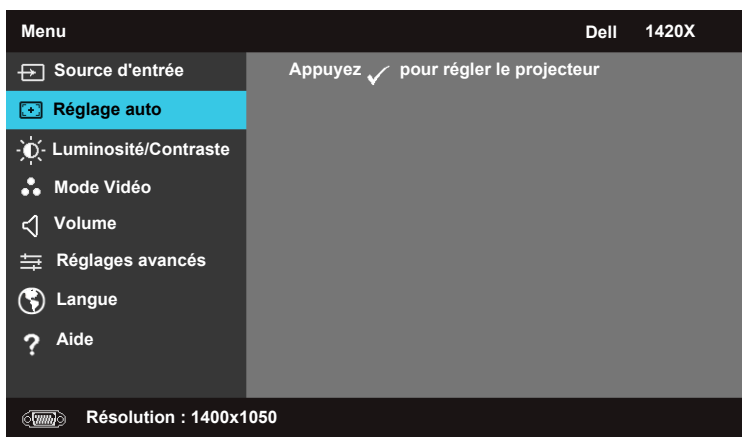 Menu Dell 1420X
Source d'entrée
Appuyez ✓ pour régler le projecteur
Réglage auto
Luminosité/Contraste
Mode Vidéo
Volume
Réglages avancés
Langue
? Aide
Résolution : 1400x1050